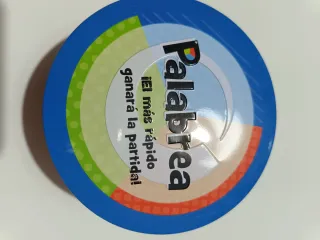 Palabrea
¡El más rápido
ganará la partida!